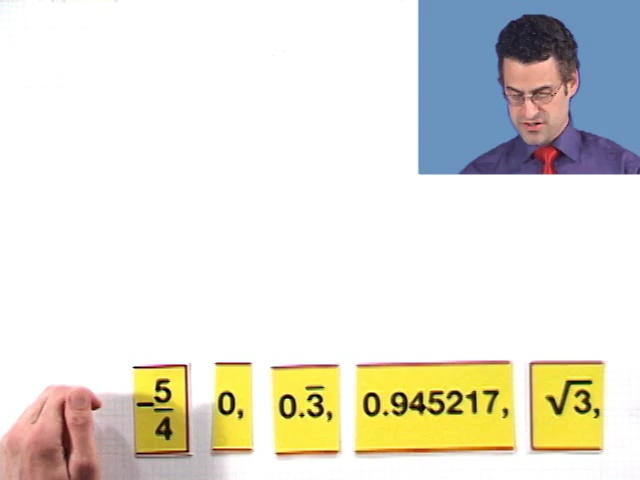 -5/4 0, 0.3̅, 0.945217, √3,